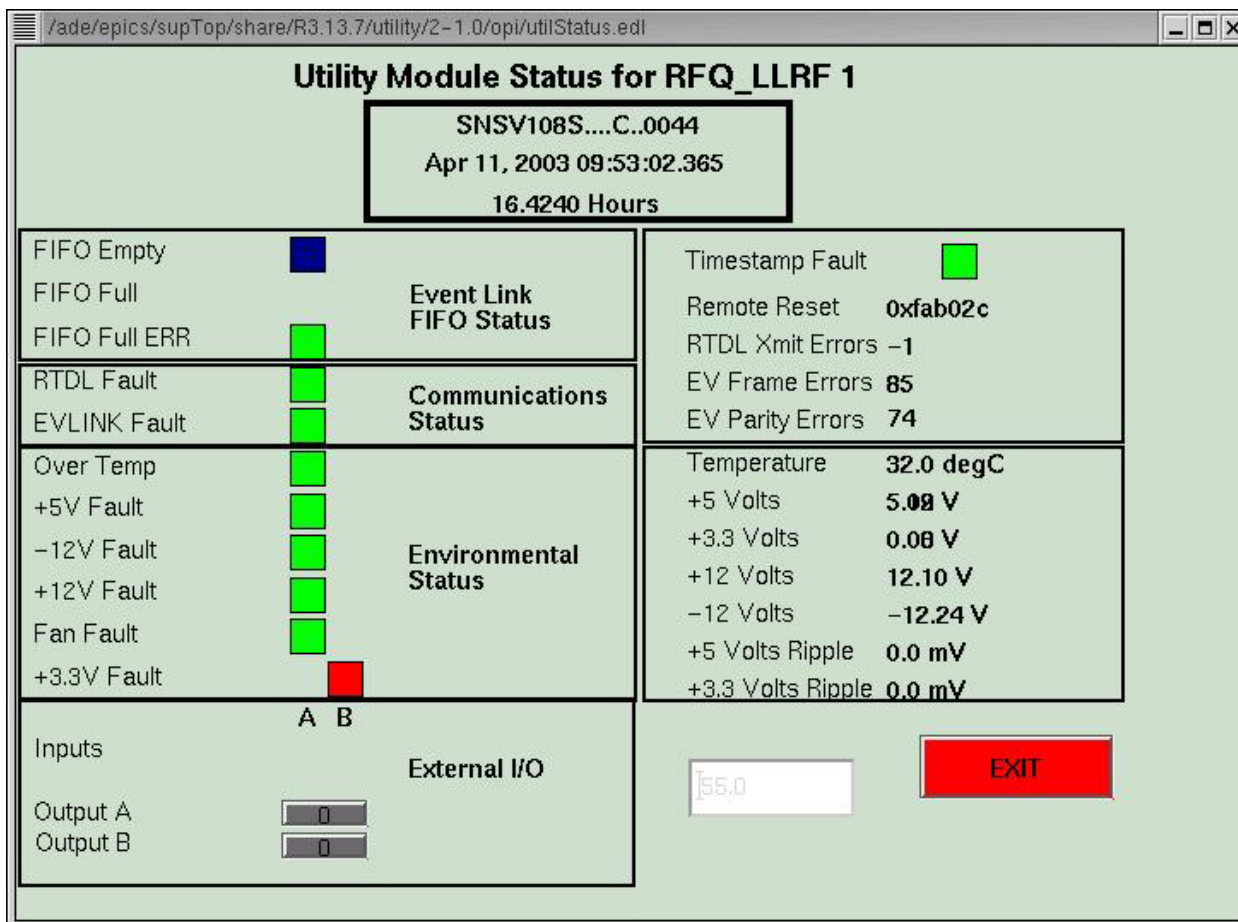 /ade/epics/supTop/share/R3.13.7/utility/2-1.0/opi/utilStatus.edl
Utility Module Status for RFQ_LLRF 1
SNSV108S....C..0044
Apr 11, 2003 09:53:02.365
16.4240 Hours
FIFO Empty
FIFO Full
FIFO Full ERR
Event Link
FIFO Status
RTDL Fault
EVLINK Fault
Communications
Status
Over Temp
+5V Fault
-12V Fault
+12V Fault
Fan Fault
+3.3V Fault
Environmental
Status
A B
Inputs
Output A 0
Output B 0
External I/O
Timestamp Fault
Remote Reset 0xfab02c
RTDL Xmit Errors -1
EV Frame Errors 85
EV Parity Errors 74
Temperature 32.0 degC
+5 Volts V
+3.3 Volts V
+12 Volts 12.10 V
-12 Volts -12.24 V
+5 Volts Ripple 0.0 mV
+3.3 Volts Ripple 0.0 mV
55.0
EXIT